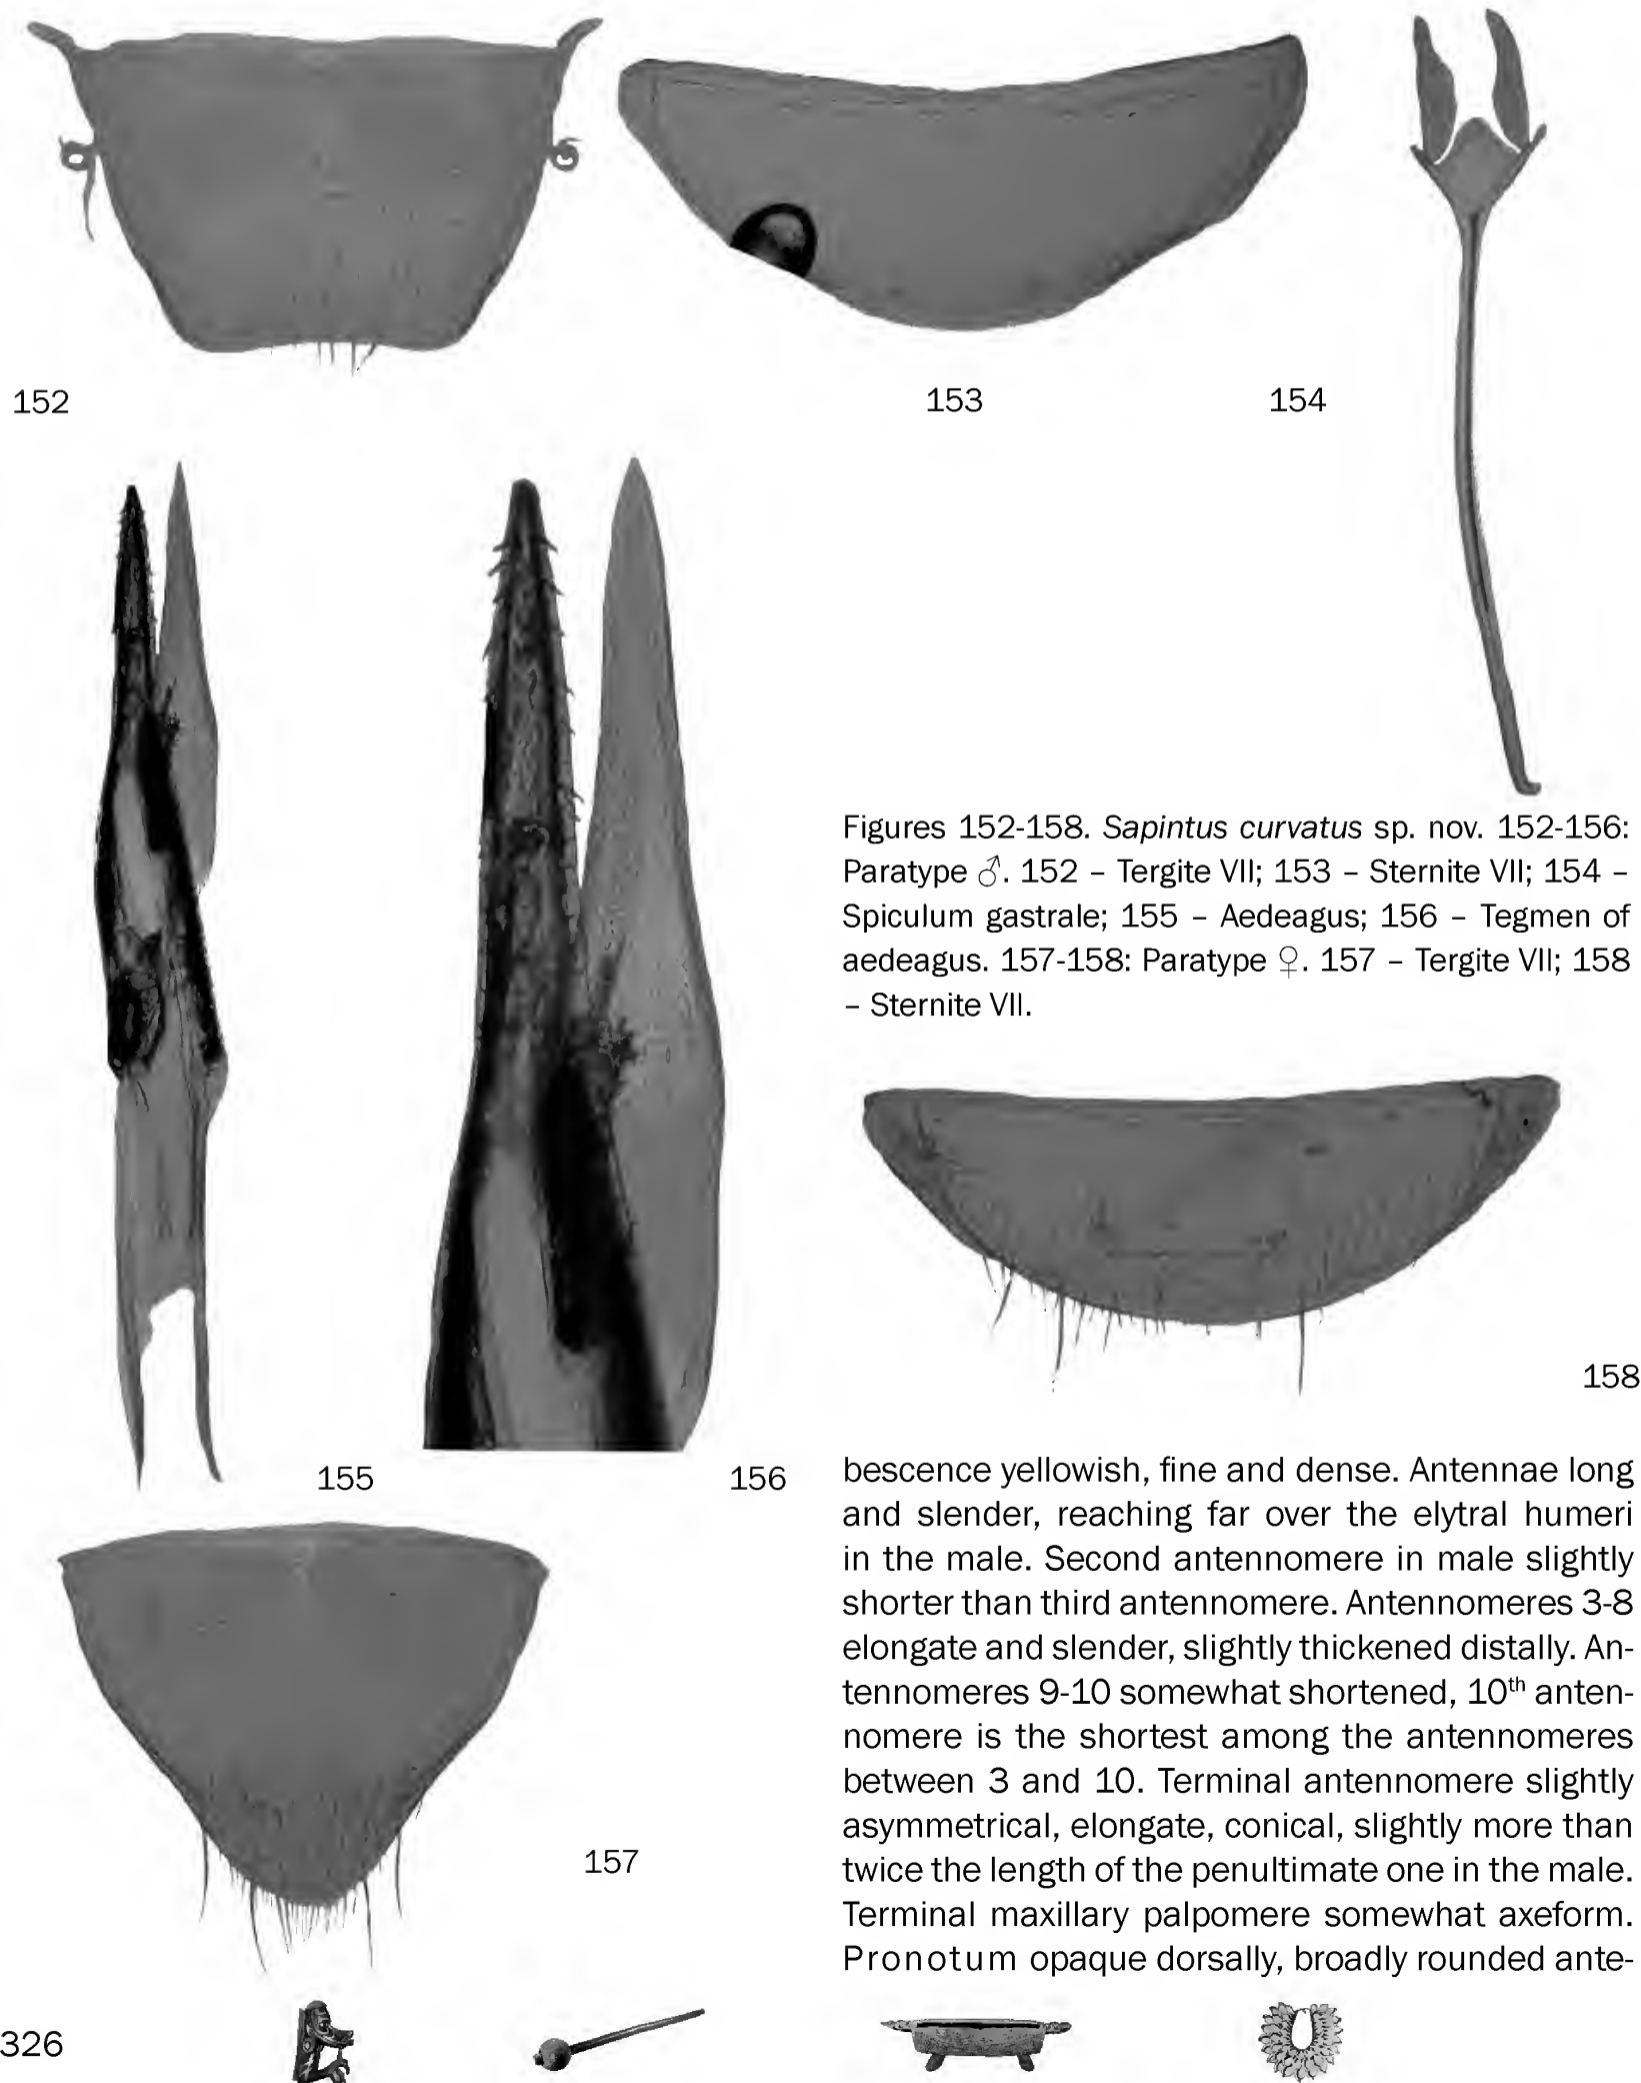 152
153
154
Figures 152-158. Sapintus curvatus sp. nov. 152-156:
Paratype ♂. 152 – Tergite VII; 153 – Sternite VII; 154 –
Spiculum gastrale; 155 – Aedeagus; 156 – Tegmen of
aedeagus. 157-158: Paratype ♀. 157 – Tergite VII; 158
– Sternite VII.
158
155
156
157
bescence yellowish, fine and dense. Antennae long
and slender, reaching far over the elytral humeri
in the male. Second antennomere in male slightly
shorter than third antennomere. Antennomeres 3-8
elongate and slender, slightly thickened distally. An-
tennomeres 9-10 somewhat shortened, 10th anten-
nomere is the shortest among the antennomeres
between 3 and 10. Terminal antennomere slightly
asymmetrical, elongate, conical, slightly more than
twice the length of the penultimate one in the male.
Terminal maxillary palpomere somewhat axeform.
Pronotum opaque dorsally, broadly rounded ante-
326